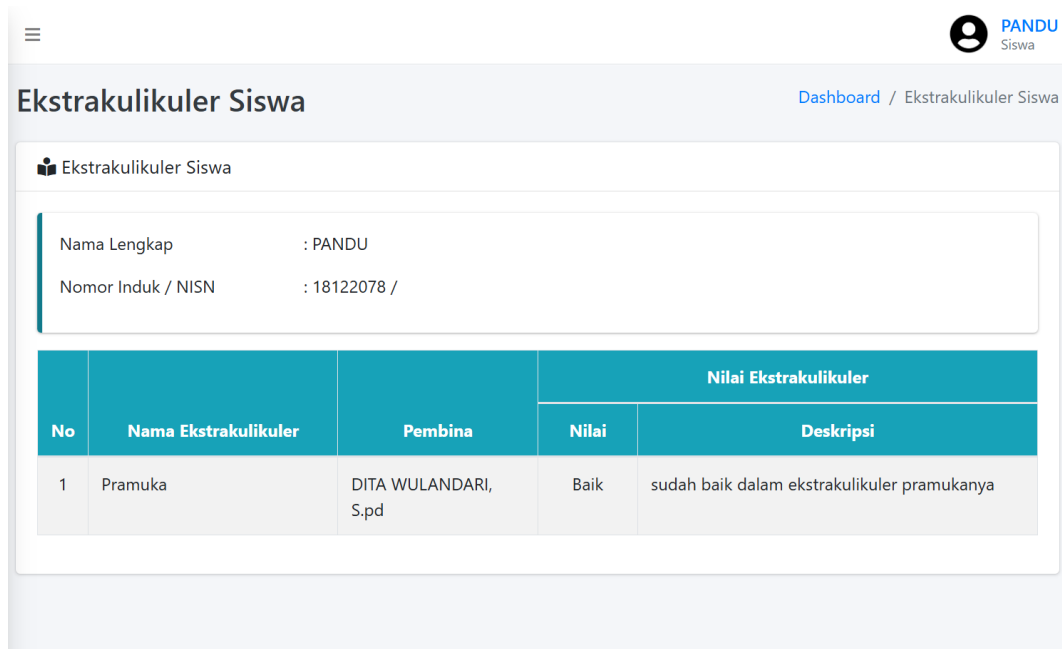 PANDU
Siswa
Ekstrakulikuler Siswa
Dashboard / Ekstrakulikuler Siswa
Ekstrakulikuler Siswa
Nama Lengkap : PANDU
Nomor Induk / NISN : 18122078 /
Nilai Ekstrakulikuler
No Nama Ekstrakulikuler Pembina Nilai Deskripsi
1 Pramuka DITA WULANDARI, Baik sudah baik dalam ekstrakulikuler pramukanya
S.pd